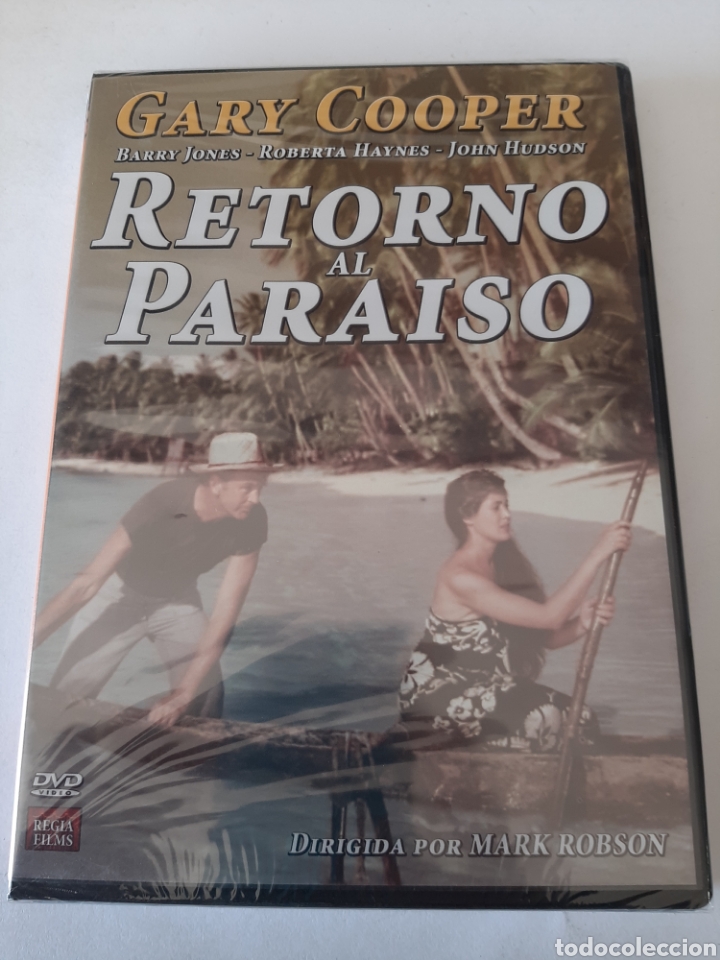 GARY COOPER
BARRY JONES - ROBERTA HAYNES - JOHN HUDSON
RETORNO
AL
PARAISO
DVD
VIDEO
REGIA
FILMS
DIRIGIDA POR MARK ROBSON
todocoleccion